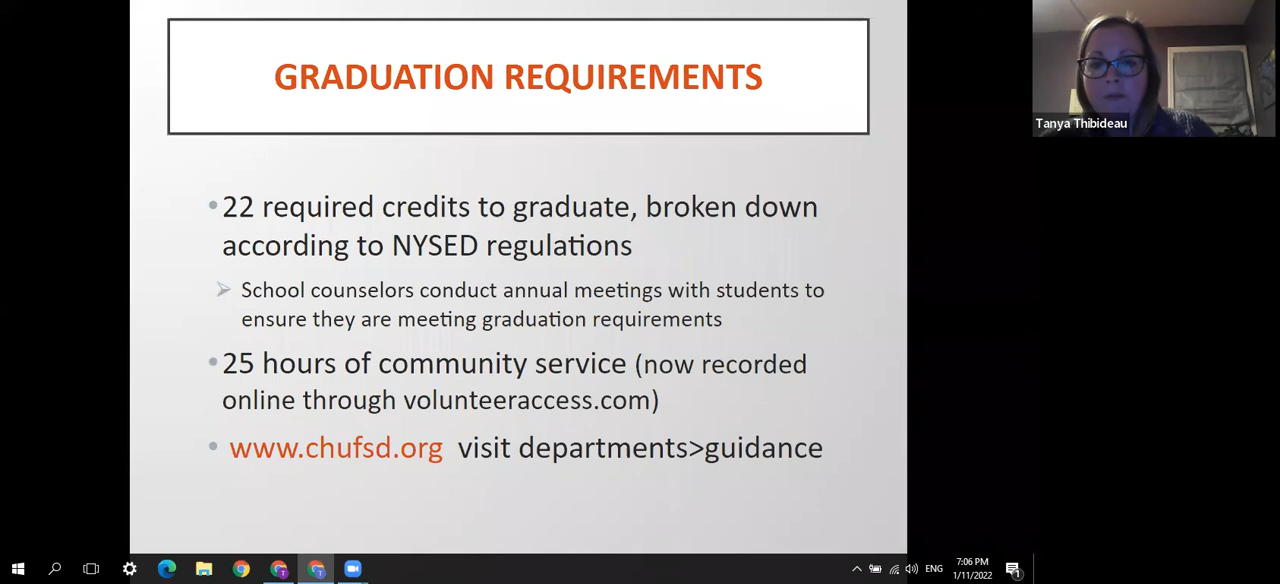 GRADUATION REQUIREMENTS
22 required credits to graduate, broken down
according to NYSED regulations
School counselors conduct annual meetings with students to
ensure they are meeting graduation requirements
25 hours of community service (now recorded
online through volunteeraccess.com)
www.chufsd.org visit departments>guidance
Tanya Thibideau
ENG
7:06 PM
1/11/2022
1